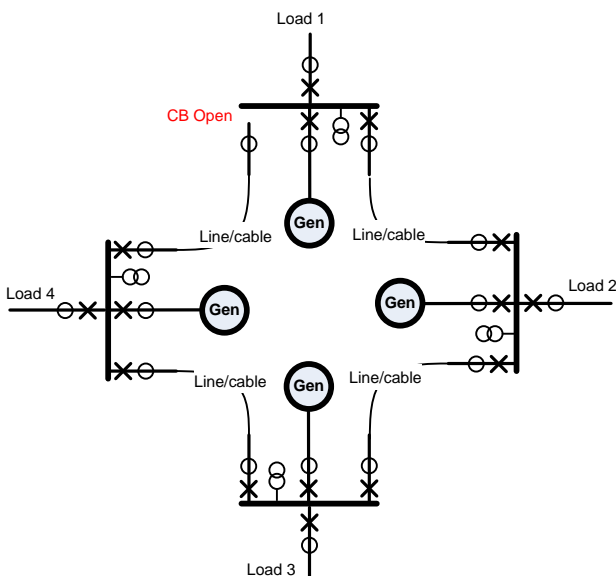 Load 1
CB Open
Gen
Line/cable
Line/cable
Load 4
Gen
Gen
Load 2
Line/cable
Gen
Line/cable
Load 3